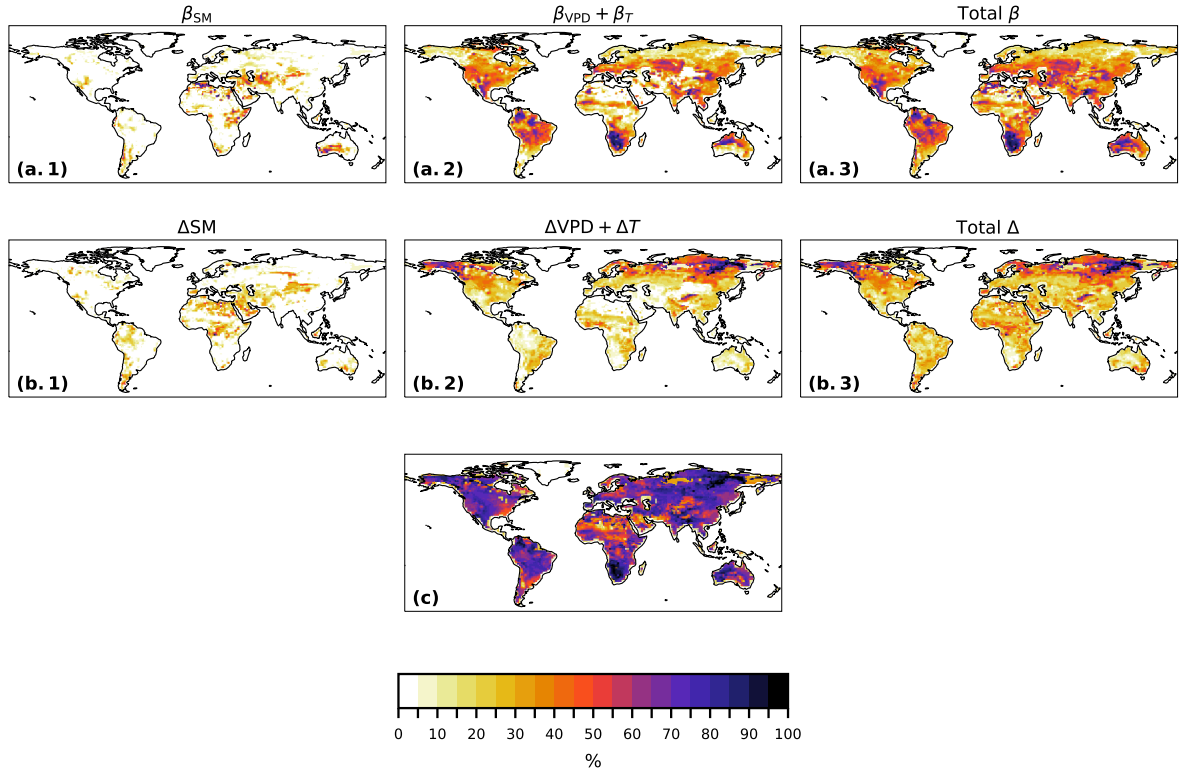 β_SM
β_VPD + β_T
Total β
(a. 1)
(a. 2)
(a. 3)
ΔSM
ΔVPD + ΔT
Total Δ
(b. 1)
(b. 2)
(b. 3)
(c)
0 10 20 30 40 50 60 70 80 90 100
%